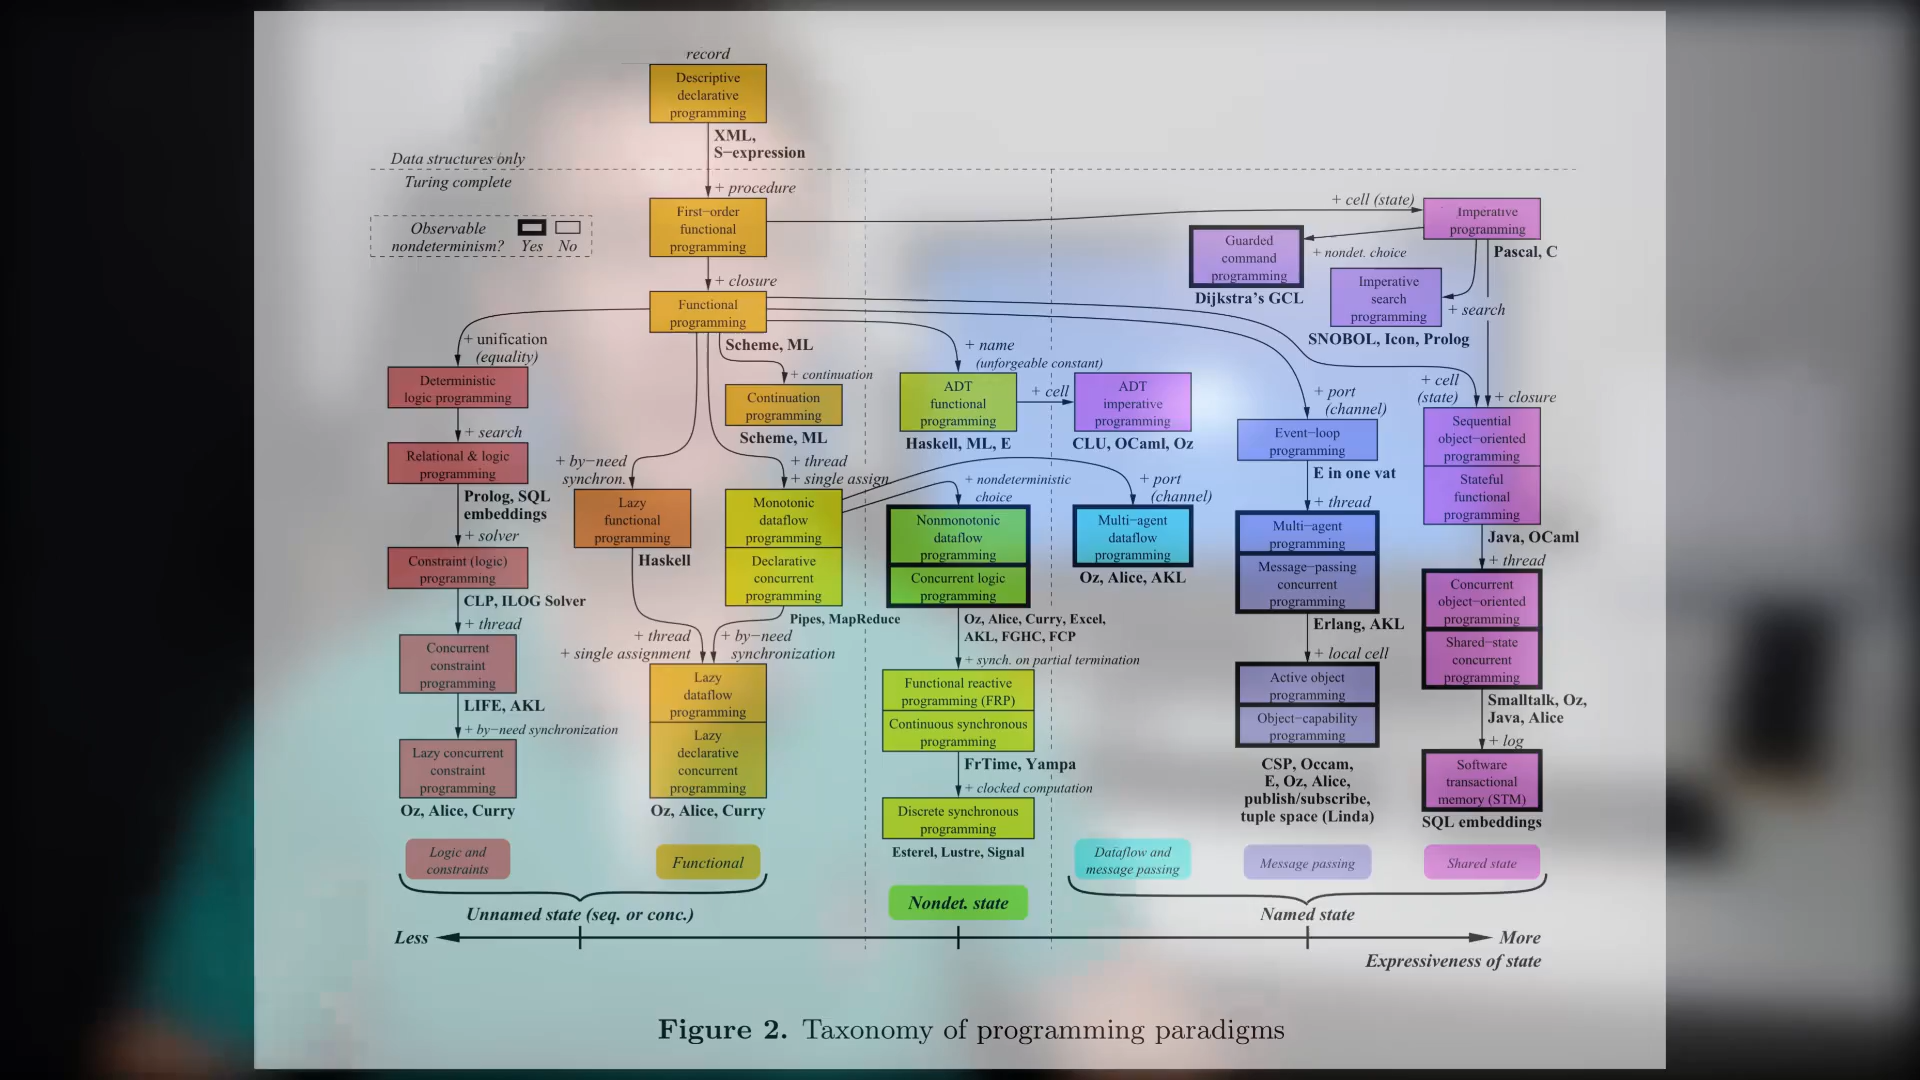 record
Descriptive
declarative
programming
XML,
S−expression
Data structures only
Turing complete
+ procedure
Observable
nondeterminism?
Yes
No
First−order
functional
programming
+ cell (state)
Imperative
programming
Pascal, C
Guarded
command
programming
+ nondet. choice
Dijkstra's GCL
Imperative
search
programming
+ search
SNOBOL, Icon, Prolog
+ closure
Functional
programming
Scheme, ML
+ unification
(equality)
Deterministic
logic programming
+ search
Relational & logic
programming
Prolog, SQL
embeddings
+ solver
Constraint (logic)
programming
CLP, ILOG Solver
+ thread
Concurrent
constraint
programming
LIFE, AKL
+ by−need synchronization
Lazy concurrent
constraint
programming
Oz, Alice, Curry
+ continuation
Continuation
programming
Scheme, ML
+ by−need
synchron.
Lazy
functional
programming
Haskell
+ thread
+ single assign.
Monotonic
dataflow
programming
Declarative
concurrent
programming
Pipes, MapReduce
+ thread
+ single assignment
+ by−need
synchronization
Lazy
dataflow
programming
Lazy
declarative
concurrent
programming
Oz, Alice, Curry
+ name
(unforgeable constant)
ADT
functional
programming
Haskell, ML, E
+ cell
ADT
imperative
programming
CLU, OCaml, Oz
+ nondeterministic
choice
Nonmonotonic
dataflow
programming
Concurrent logic
programming
Oz, Alice, Curry, Excel,
AKL, FGHC, FCP
+ synch. on partial termination
Functional reactive
programming (FRP)
Continuous synchronous
programming
FrTime, Yampa
+ clocked computation
Discrete synchronous
programming
Esterel, Lustre, Signal
+ port
(channel)
Multi−agent
dataflow
programming
Oz, Alice, AKL
+ port
(channel)
Event−loop
programming
E in one vat
+ thread
Multi−agent
programming
Message−passing
concurrent
programming
Erlang, AKL
+ local cell
Active object
programming
Object−capability
programming
CSP, Occam,
E, Oz, Alice,
publish/subscribe,
tuple space (Linda)
+ cell
(state)
+ closure
Sequential
object−oriented
programming
Stateful
functional
programming
Java, OCaml
+ thread
Concurrent
object−oriented
programming
Shared−state
concurrent
programming
Smalltalk, Oz,
Java, Alice
+ log
Software
transactional
memory (STM)
SQL embeddings
Logic and
constraints
Functional
Dataflow and
message passing
Message passing
Shared state
Unnamed state (seq. or conc.)
Nondet. state
Named state
Less
More
Expressiveness of state
Figure 2. Taxonomy of programming paradigms